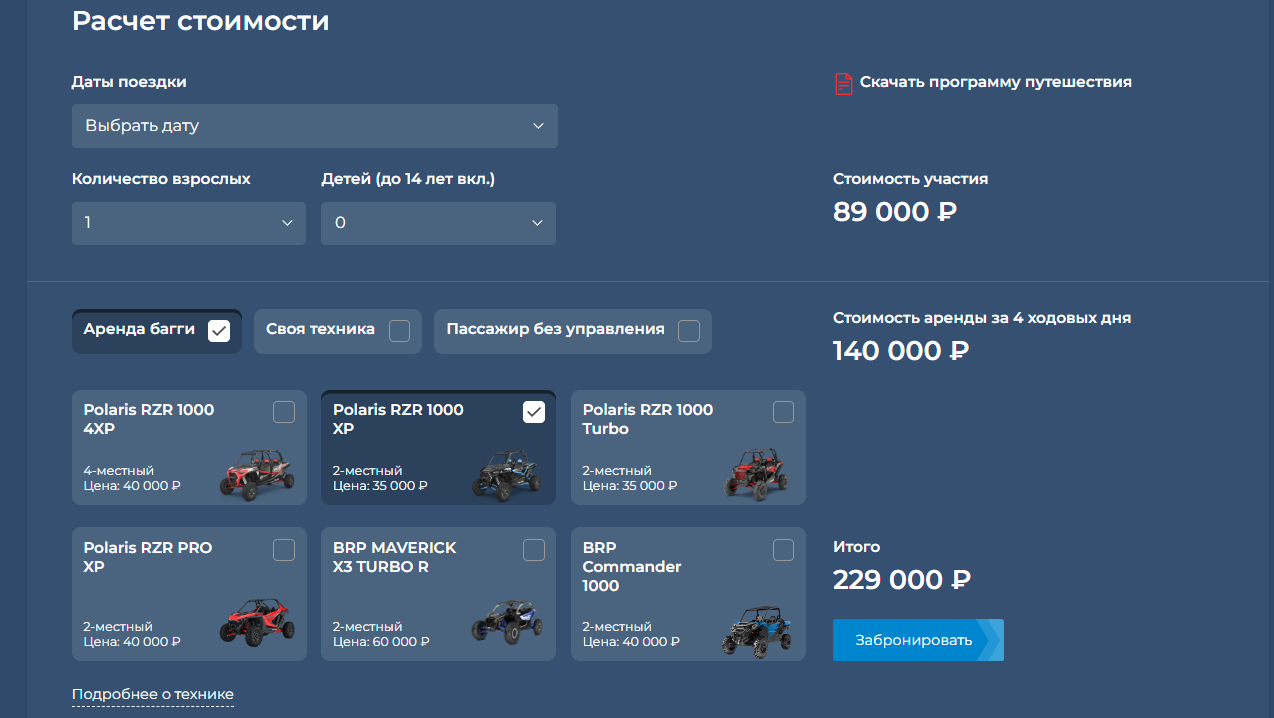 Расчет стоимости
Даты поездки
Скачать программу путешествия
Выбрать дату
Количество взрослых
Детей (до 14 лет вкл.)
Стоимость участия
1
0
89 000 ₽
Аренда багги
Своя техника
Пассажир без управления
Стоимость аренды за 4 ходовых дня
140 000 ₽
Polaris RZR 1000
4XP
4-местный
Цена: 40 000 ₽
Polaris RZR 1000
XP
2-местный
Цена: 35 000 ₽
Polaris RZR 1000
Turbo
2-местный
Цена: 35 000 ₽
Polaris RZR PRO
XP
2-местный
Цена: 40 000 ₽
BRP MAVERICK
X3 TURBO R
2-местный
Цена: 60 000 ₽
BRP
Commander
1000
2-местный
Цена: 40 000 ₽
Итого
229 000 ₽
Забронировать
Подробнее о технике